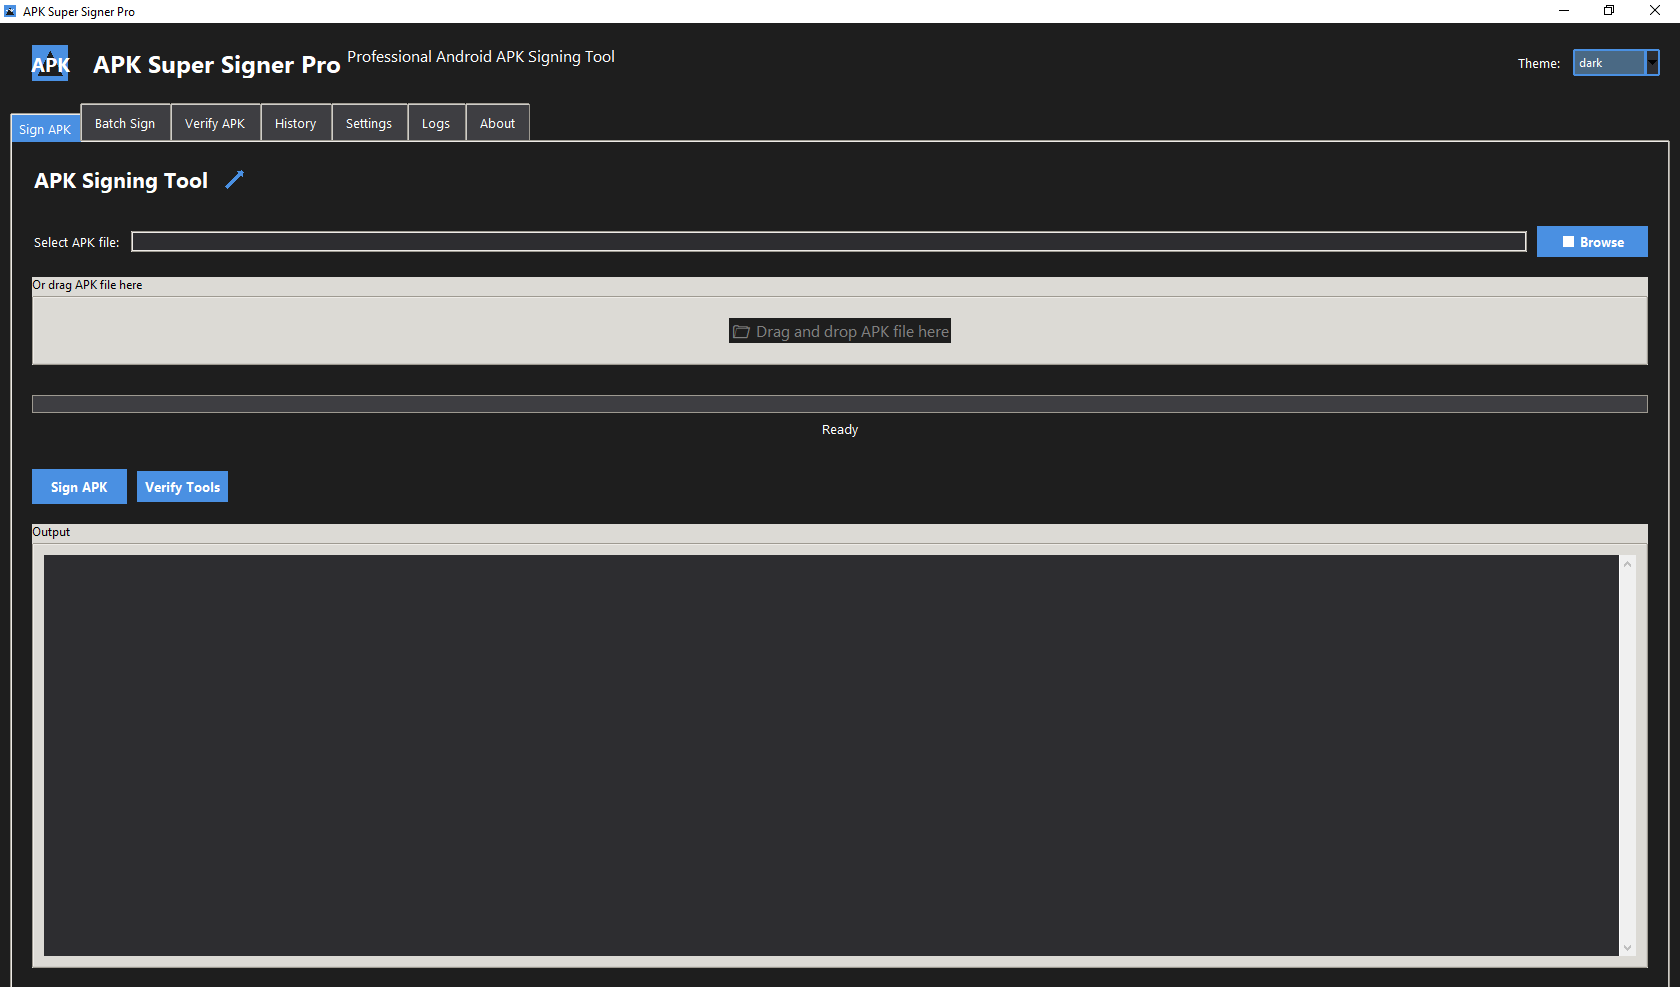 APK Super Signer Pro
APK
APK Super Signer Pro
Professional Android APK Signing Tool
Theme:
dark
Sign APK
Batch Sign
Verify APK
History
Settings
Logs
About
APK Signing Tool
Select APK file:
Browse
Or drag APK file here
Drag and drop APK file here
Ready
Sign APK
Verify Tools
Output